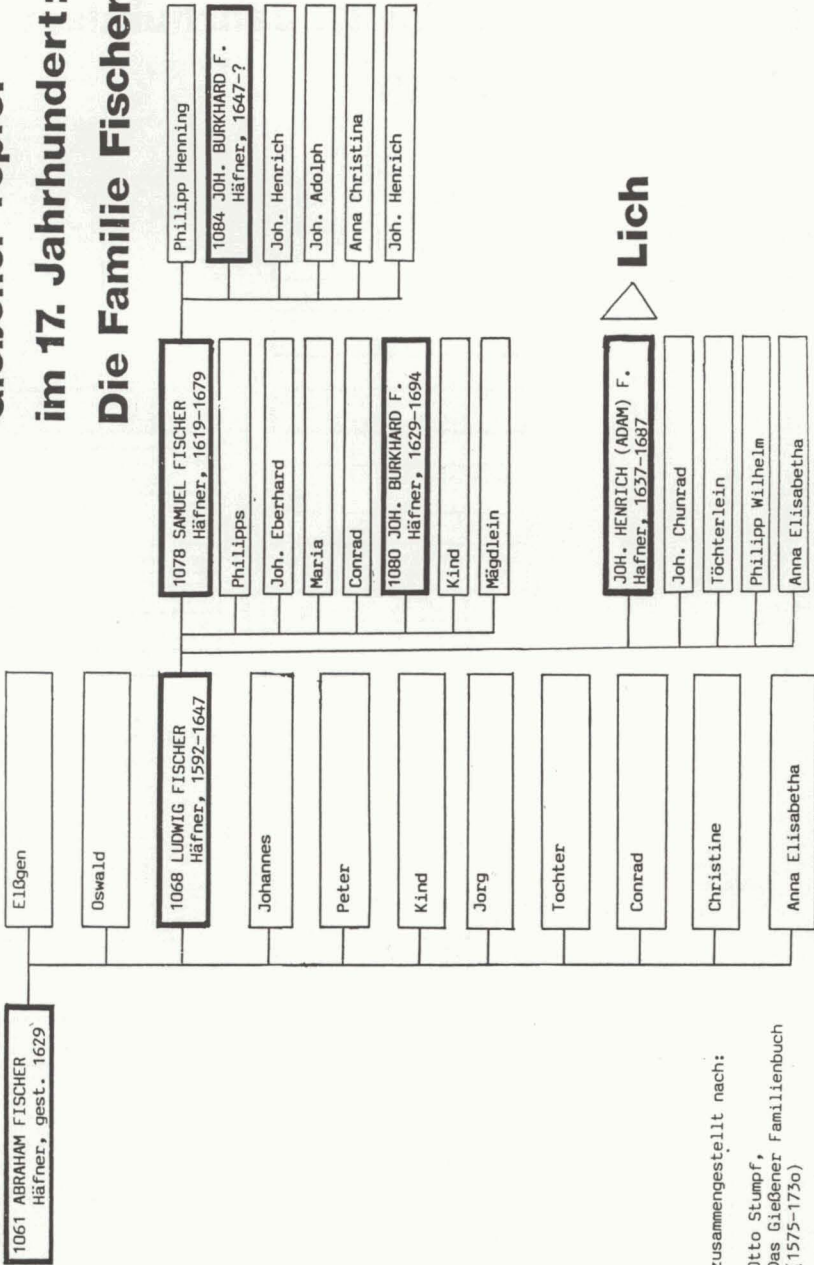 im 17. Jahrhundert:
Die Familie Fischer
1061 ABRAHAM FISCHER
Häfner, gest. 1629
Elßgen
Oswald
1068 LUDWIG FISCHER
Häfner, 1592-1647
Johannes
Peter
Kind
Jorg
Tochter
Conrad
Christine
Anna Elisabetha
1078 SAMUEL FISCHER
Häfner, 1619-1679
Philipps
Joh. Eberhard
Maria
Conrad
1080 JOH. BURKHARD F.
Häfner, 1629-1694
Kind
Mägdlein
JOH. HENRICH (ADAM) F.
Hafner, 1637-1687
Joh. Chunrad
Töchterlein
Philipp Wilhelm
Anna Elisabetha
Philipp Henning
1084 JOH. BURKHARD F.
Häfner, 1647-?
Joh. Henrich
Joh. Adolph
Anna Christina
Joh. Henrich
Lich
zusammengestellt nach:
Otto Stumpf,
Das Gießener Familienbuch
(1575-173o)